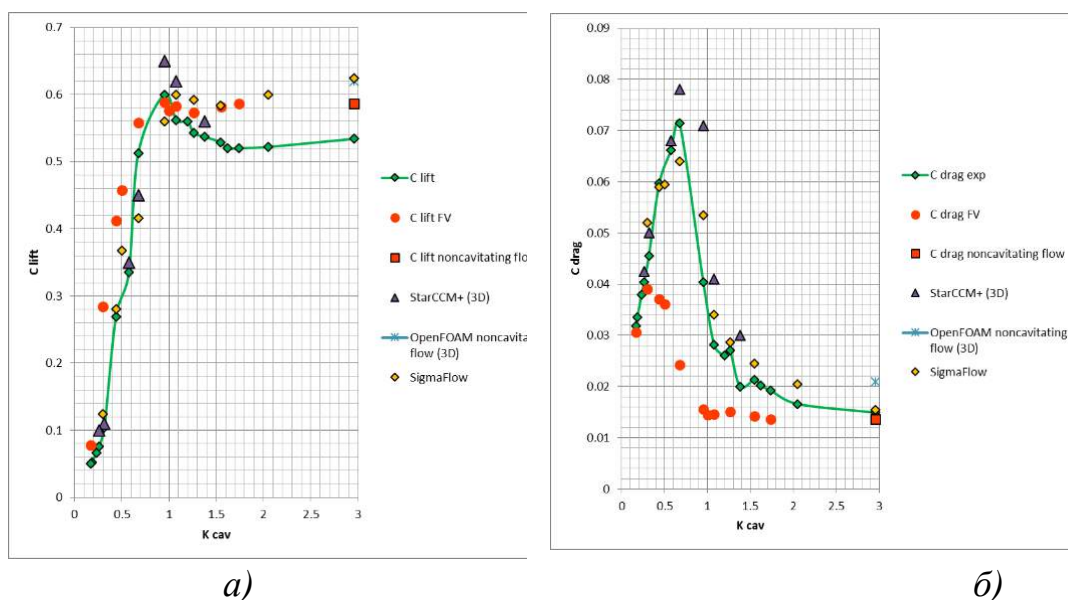 0.7
0.6
0.5
0.4
0.3
0.2
0.1
0
C lift
0
0.5
1
1.5
2
2.5
3
K cav
C lift
C lift FV
C lift noncavitating flow
StarCCM+ (3D)
OpenFOAM noncavita
flow (3D)
SigmaFlow
а)
0.09
0.08
0.07
0.06
0.05
0.04
0.03
0.02
0.01
0
C drag
0
0.5
1
1.5
2
2.5
3
K cav
C drag exp
C drag FV
C drag noncavitating flow
StarCCM+ (3D)
OpenFOAM noncavitating
flow (3D)
SigmaFlow
б)